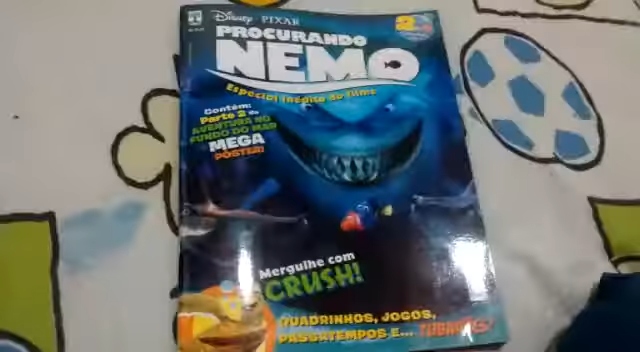 Disney · PIXAR
PROCURANDO
NEMO
Especial inédito do filme
2
Contém:
Parte 2 da
AVENTURA NO
FUNDO DO MAR
MEGA
PÔSTER!
Mergulhe com
CRUSH!
QUADRINHOS, JOGOS,
PASSATEMPOS E... TUBARÕES!